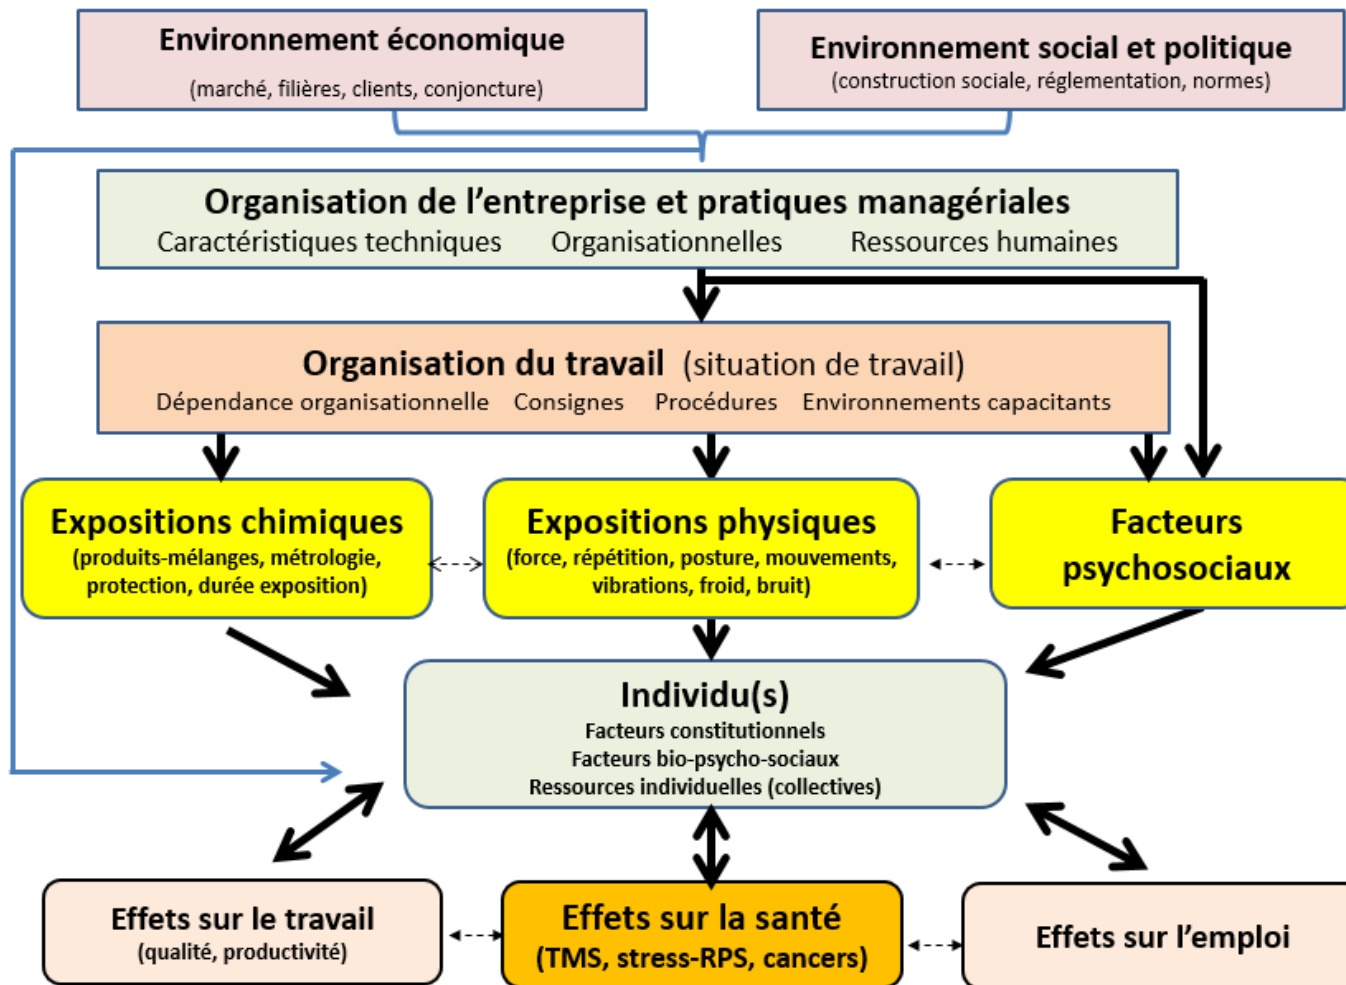 Environnement économique
(marché, filières, clients, conjoncture)
Environnement social et politique
(construction sociale, réglementation, normes)
Organisation de l’entreprise et pratiques managériales
Caractéristiques techniques Organisationnelles Ressources humaines
Organisation du travail (situation de travail)
Dépendance organisationnelle Consignes Procédures Environnements capacitants
Expositions chimiques
(produits-mélanges, métrologie,
protection, durée exposition)
Expositions physiques
(force, répétition, posture, mouvements,
vibrations, froid, bruit)
Facteurs
psychosociaux
Individu(s)
Facteurs constitutionnels
Facteurs bio-psycho-sociaux
Ressources individuelles (collectives)
Effets sur le travail
(qualité, productivité)
Effets sur la santé
(TMS, stress-RPS, cancers)
Effets sur l’emploi